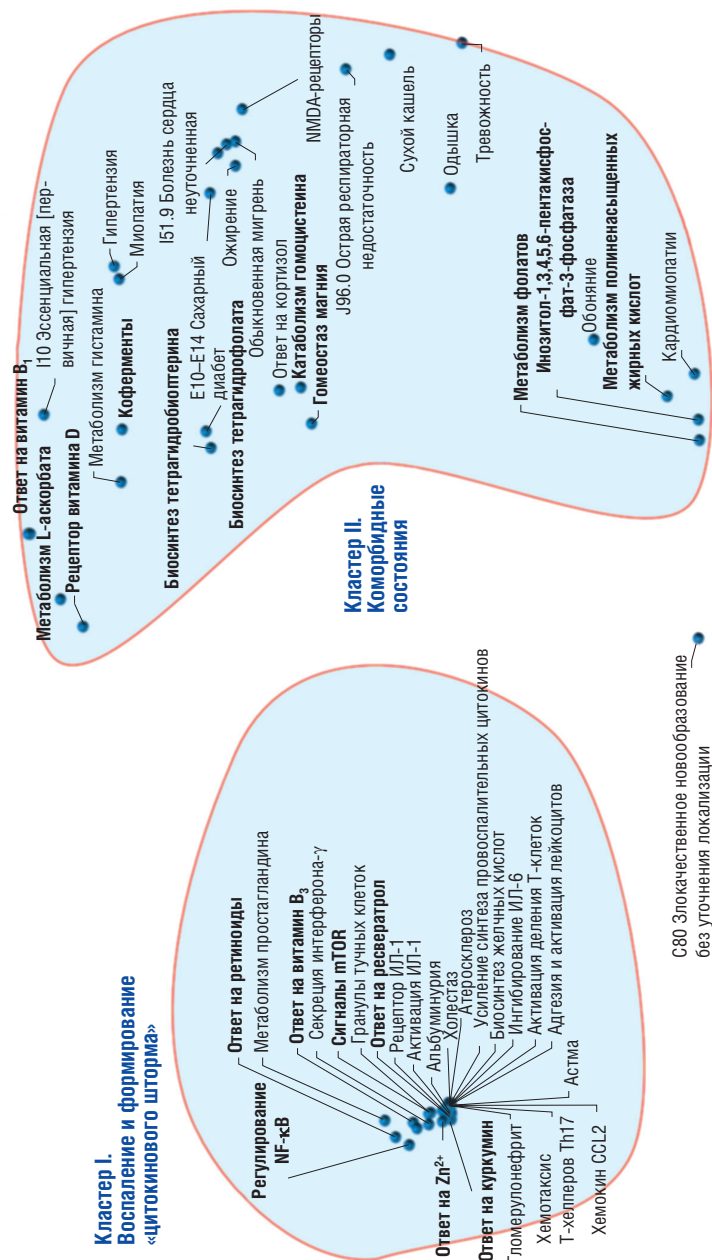 Кластер I.
Воспаление и формирование
«цитокинового шторма»
Регулирование
NF-κB
Ответ на ретиноиды
Метаболизм простагландина
Ответ на витамин B₃
Секреция интерферона-γ
Сигналы mTOR
Гранулы тучных клеток
Ответ на ресвератрол
Рецептор ИЛ-1
Активация ИЛ-1
Альбуминурия
Холестаз
Атеросклероз
Усиление синтеза провоспалительных цитокинов
Биосинтез желчных кислот
Ингибирование ИЛ-6
Активация деления Т-клеток
Адгезия и активация лейкоцитов
Астма
Ответ на Zn²⁺
Ответ на куркумин
Гломерулонефрит
Хемотаксис
Т-хелперов Th17
Хемокин CCL2
C80 Злокачественное новообразование
без уточнения локализации
Кластер II.
Коморбидные
состояния
Ответ на витамин B₁
I10 Эссенциальная [пер-
вичная] гипертензия
Метаболизм L-аскорбата
Рецептор витамина D
Метаболизм гистамина
Гипертензия
Миопатия
Коферменты
Биосинтез тетрагидробиоптерина
I51.9 Болезнь сердца
неуточненная
E10–E14 Сахарный
диабет
Ожирение
Биосинтез тетрагидрофолата
Обыкновенная мигрень
NMDA-рецепторы
Ответ на кортизол
Катаболизм гомоцистеина
Гомеостаз магния
J96.0 Острая респираторная
недостаточность
Сухой кашель
Одышка
Тревожность
Метаболизм фолатов
Инозитол-1,3,4,5,6-пентакисфос-
фат-3-фосфатаза
Обоняние
Метаболизм полиненасыщенных
жирных кислот
Кардиомиопатии